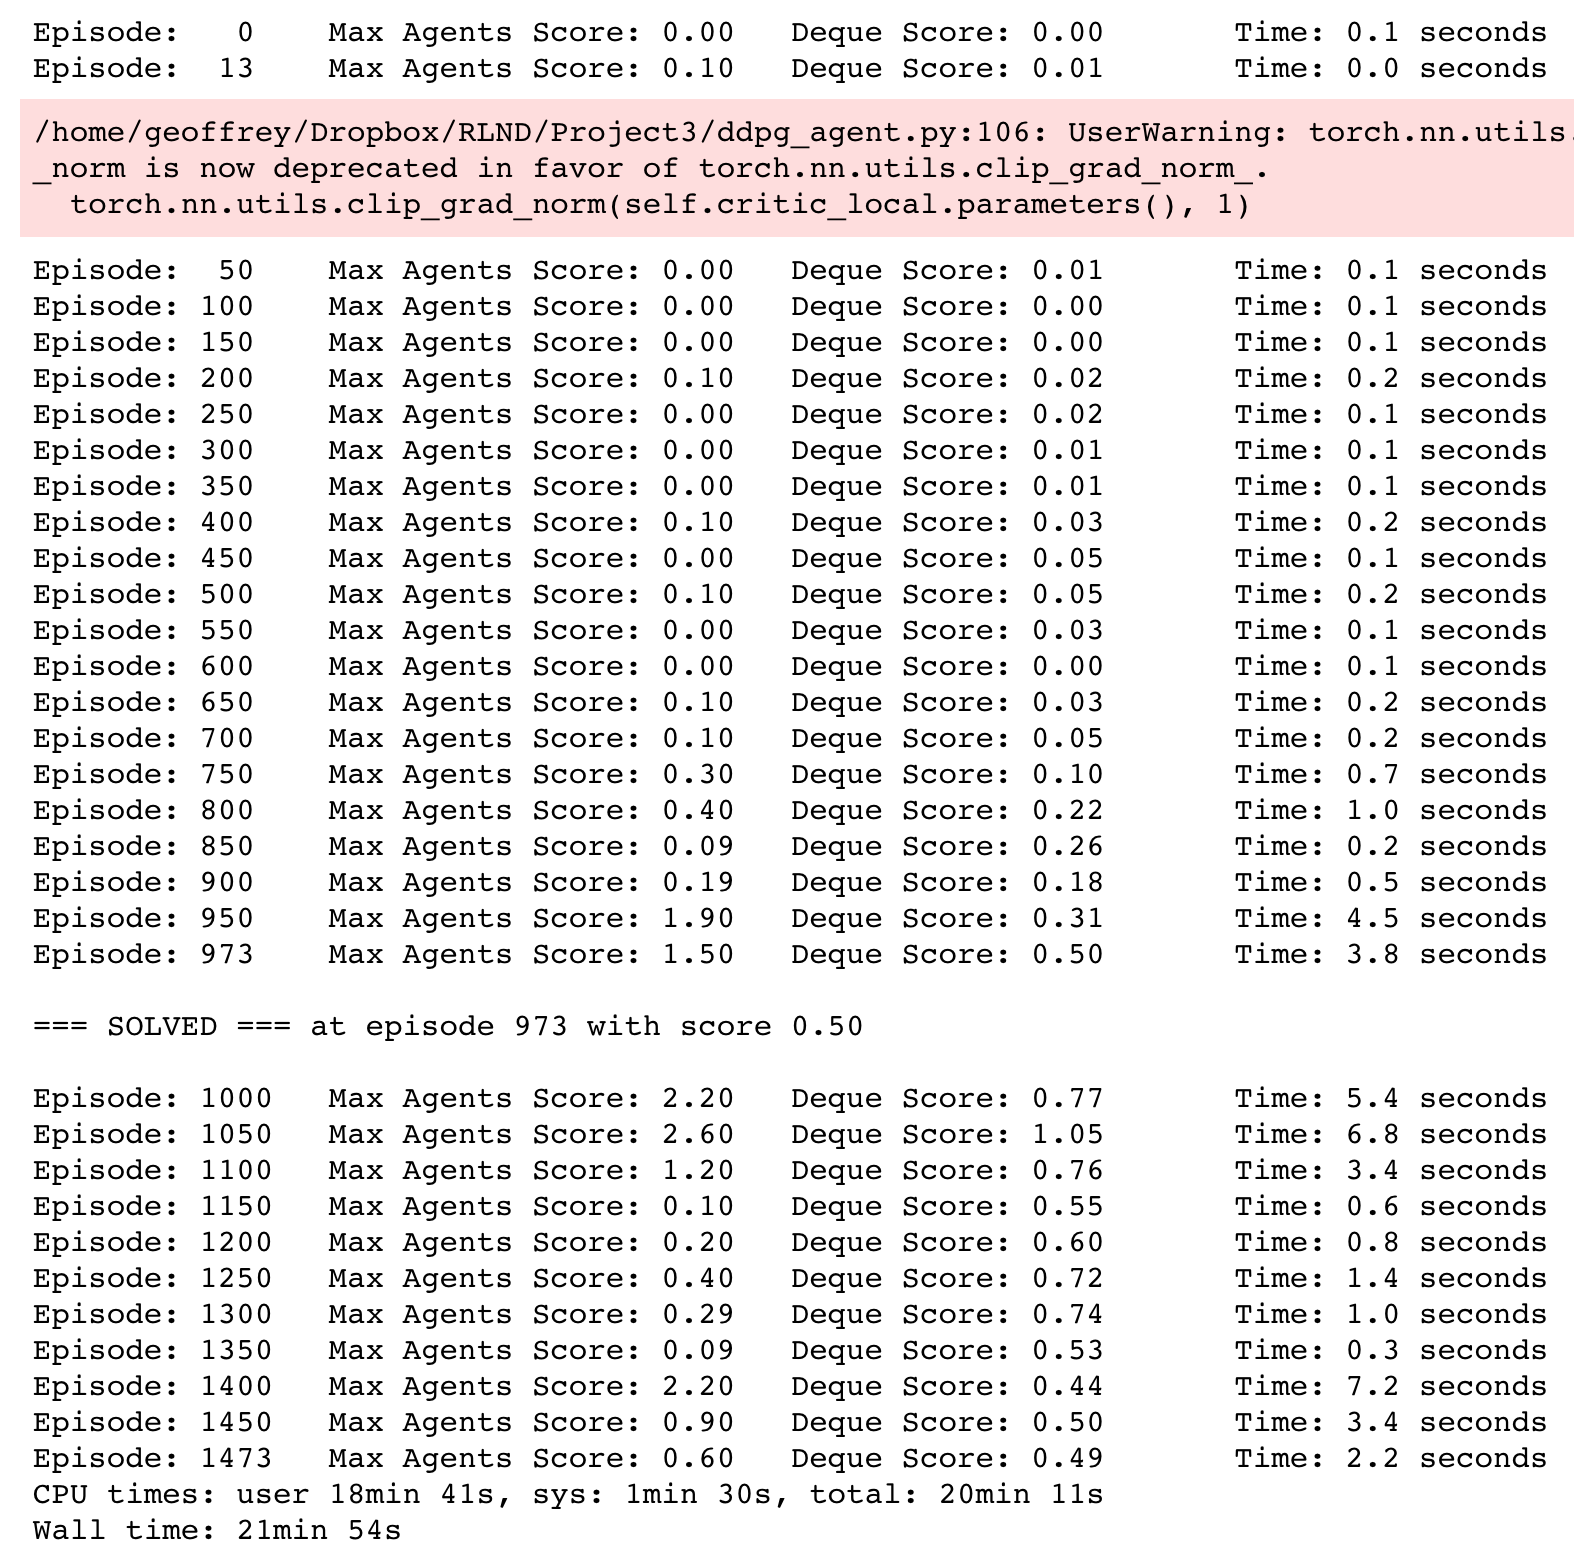 Episode:   0    Max Agents Score: 0.00   Deque Score: 0.00       Time: 0.1 seconds
Episode:  13    Max Agents Score: 0.10   Deque Score: 0.01       Time: 0.0 seconds
/home/geoffrey/Dropbox/RLND/Project3/ddpg_agent.py:106: UserWarning: torch.nn.utils.
_norm is now deprecated in favor of torch.nn.utils.clip_grad_norm_.
  torch.nn.utils.clip_grad_norm(self.critic_local.parameters(), 1)
Episode:  50    Max Agents Score: 0.00   Deque Score: 0.01       Time: 0.1 seconds
Episode: 100    Max Agents Score: 0.00   Deque Score: 0.00       Time: 0.1 seconds
Episode: 150    Max Agents Score: 0.00   Deque Score: 0.00       Time: 0.1 seconds
Episode: 200    Max Agents Score: 0.10   Deque Score: 0.02       Time: 0.2 seconds
Episode: 250    Max Agents Score: 0.00   Deque Score: 0.02       Time: 0.1 seconds
Episode: 300    Max Agents Score: 0.00   Deque Score: 0.01       Time: 0.1 seconds
Episode: 350    Max Agents Score: 0.00   Deque Score: 0.01       Time: 0.1 seconds
Episode: 400    Max Agents Score: 0.10   Deque Score: 0.03       Time: 0.2 seconds
Episode: 450    Max Agents Score: 0.00   Deque Score: 0.05       Time: 0.1 seconds
Episode: 500    Max Agents Score: 0.10   Deque Score: 0.05       Time: 0.2 seconds
Episode: 550    Max Agents Score: 0.00   Deque Score: 0.03       Time: 0.1 seconds
Episode: 600    Max Agents Score: 0.00   Deque Score: 0.00       Time: 0.1 seconds
Episode: 650    Max Agents Score: 0.10   Deque Score: 0.03       Time: 0.2 seconds
Episode: 700    Max Agents Score: 0.10   Deque Score: 0.05       Time: 0.2 seconds
Episode: 750    Max Agents Score: 0.30   Deque Score: 0.10       Time: 0.7 seconds
Episode: 800    Max Agents Score: 0.40   Deque Score: 0.22       Time: 1.0 seconds
Episode: 850    Max Agents Score: 0.09   Deque Score: 0.26       Time: 0.2 seconds
Episode: 900    Max Agents Score: 0.19   Deque Score: 0.18       Time: 0.5 seconds
Episode: 950    Max Agents Score: 1.90   Deque Score: 0.31       Time: 4.5 seconds
Episode: 973    Max Agents Score: 1.50   Deque Score: 0.50       Time: 3.8 seconds
=== SOLVED === at episode 973 with score 0.50
Episode: 1000   Max Agents Score: 2.20   Deque Score: 0.77       Time: 5.4 seconds
Episode: 1050   Max Agents Score: 2.60   Deque Score: 1.05       Time: 6.8 seconds
Episode: 1100   Max Agents Score: 1.20   Deque Score: 0.76       Time: 3.4 seconds
Episode: 1150   Max Agents Score: 0.10   Deque Score: 0.55       Time: 0.6 seconds
Episode: 1200   Max Agents Score: 0.20   Deque Score: 0.60       Time: 0.8 seconds
Episode: 1250   Max Agents Score: 0.40   Deque Score: 0.72       Time: 1.4 seconds
Episode: 1300   Max Agents Score: 0.29   Deque Score: 0.74       Time: 1.0 seconds
Episode: 1350   Max Agents Score: 0.09   Deque Score: 0.53       Time: 0.3 seconds
Episode: 1400   Max Agents Score: 2.20   Deque Score: 0.44       Time: 7.2 seconds
Episode: 1450   Max Agents Score: 0.90   Deque Score: 0.50       Time: 3.4 seconds
Episode: 1473   Max Agents Score: 0.60   Deque Score: 0.49       Time: 2.2 seconds
CPU times: user 18min 41s, sys: 1min 30s, total: 20min 11s
Wall time: 21min 54s